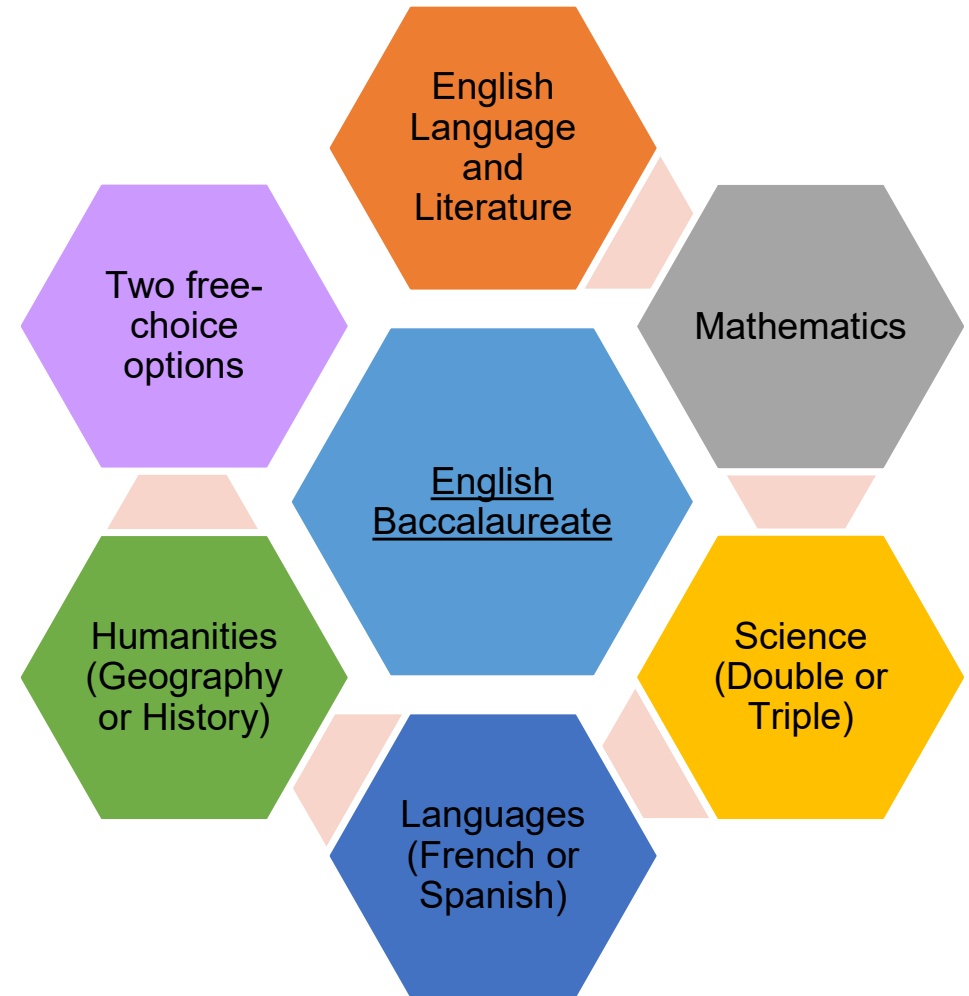 English
Language
and
Literature
Mathematics
Science
(Double or
Triple)
Languages
(French or
Spanish)
Humanities
(Geography
or History)
Two free-
choice
options
English
Baccalaureate